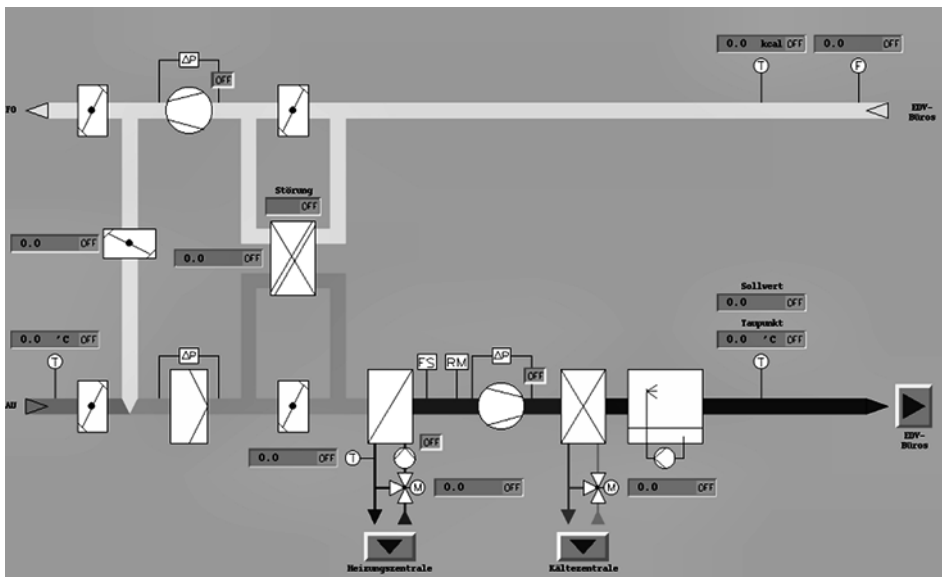 0.0 kcal OFF
0.0 OFF
ΔP
OFF
T
F
FO
EDV-
Büros
Störung
OFF
0.0 OFF
0.0 OFF
Sollwert
0.0 OFF
0.0 °C OFF
Taupunkt
0.0 °C OFF
T
ΔP
FS
RM
ΔP
OFF
T
AU
EDV-
Büros
OFF
0.0 OFF
T
M
0.0 OFF
M
0.0 OFF
Heizungszentrale
Kältezentrale